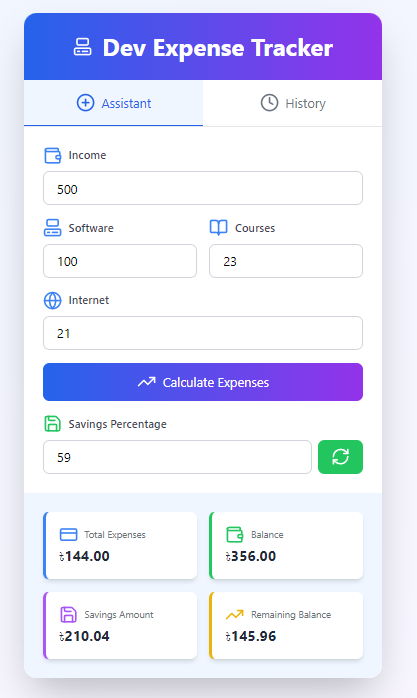 Dev Expense Tracker
Assistant History
Income
500
Software Courses
100 23
Internet
21
Calculate Expenses
Savings Percentage
59
Total Expenses Balance
৳144.00 ৳356.00
Savings Amount Remaining Balance
৳210.04 ৳145.96